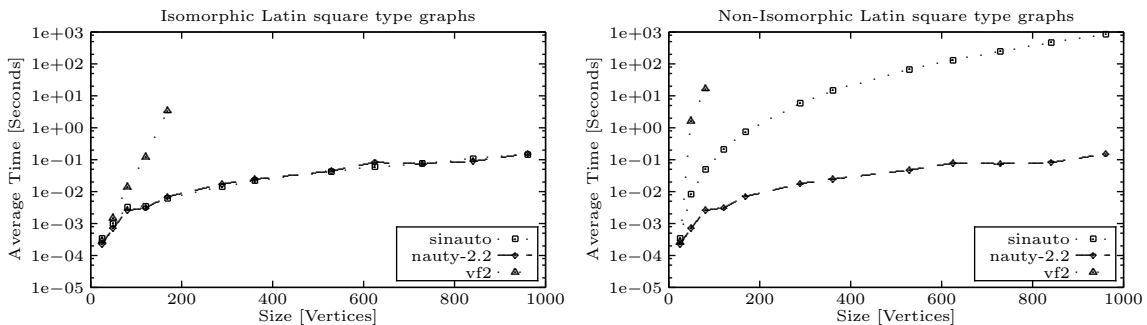 Isomorphic Latin square type graphs
1e+03
1e+02
1e+01
1e+00
1e−01
1e−02
1e−03
1e−04
1e−05
Average Time [Seconds]
0 200 400 600 800 1000
Size [Vertices]
sinauto
nauty-2.2
vf2
Non-Isomorphic Latin square type graphs
1e+03
1e+02
1e+01
1e+00
1e−01
1e−02
1e−03
1e−04
1e−05
Average Time [Seconds]
0 200 400 600 800 1000
Size [Vertices]
sinauto
nauty-2.2
vf2